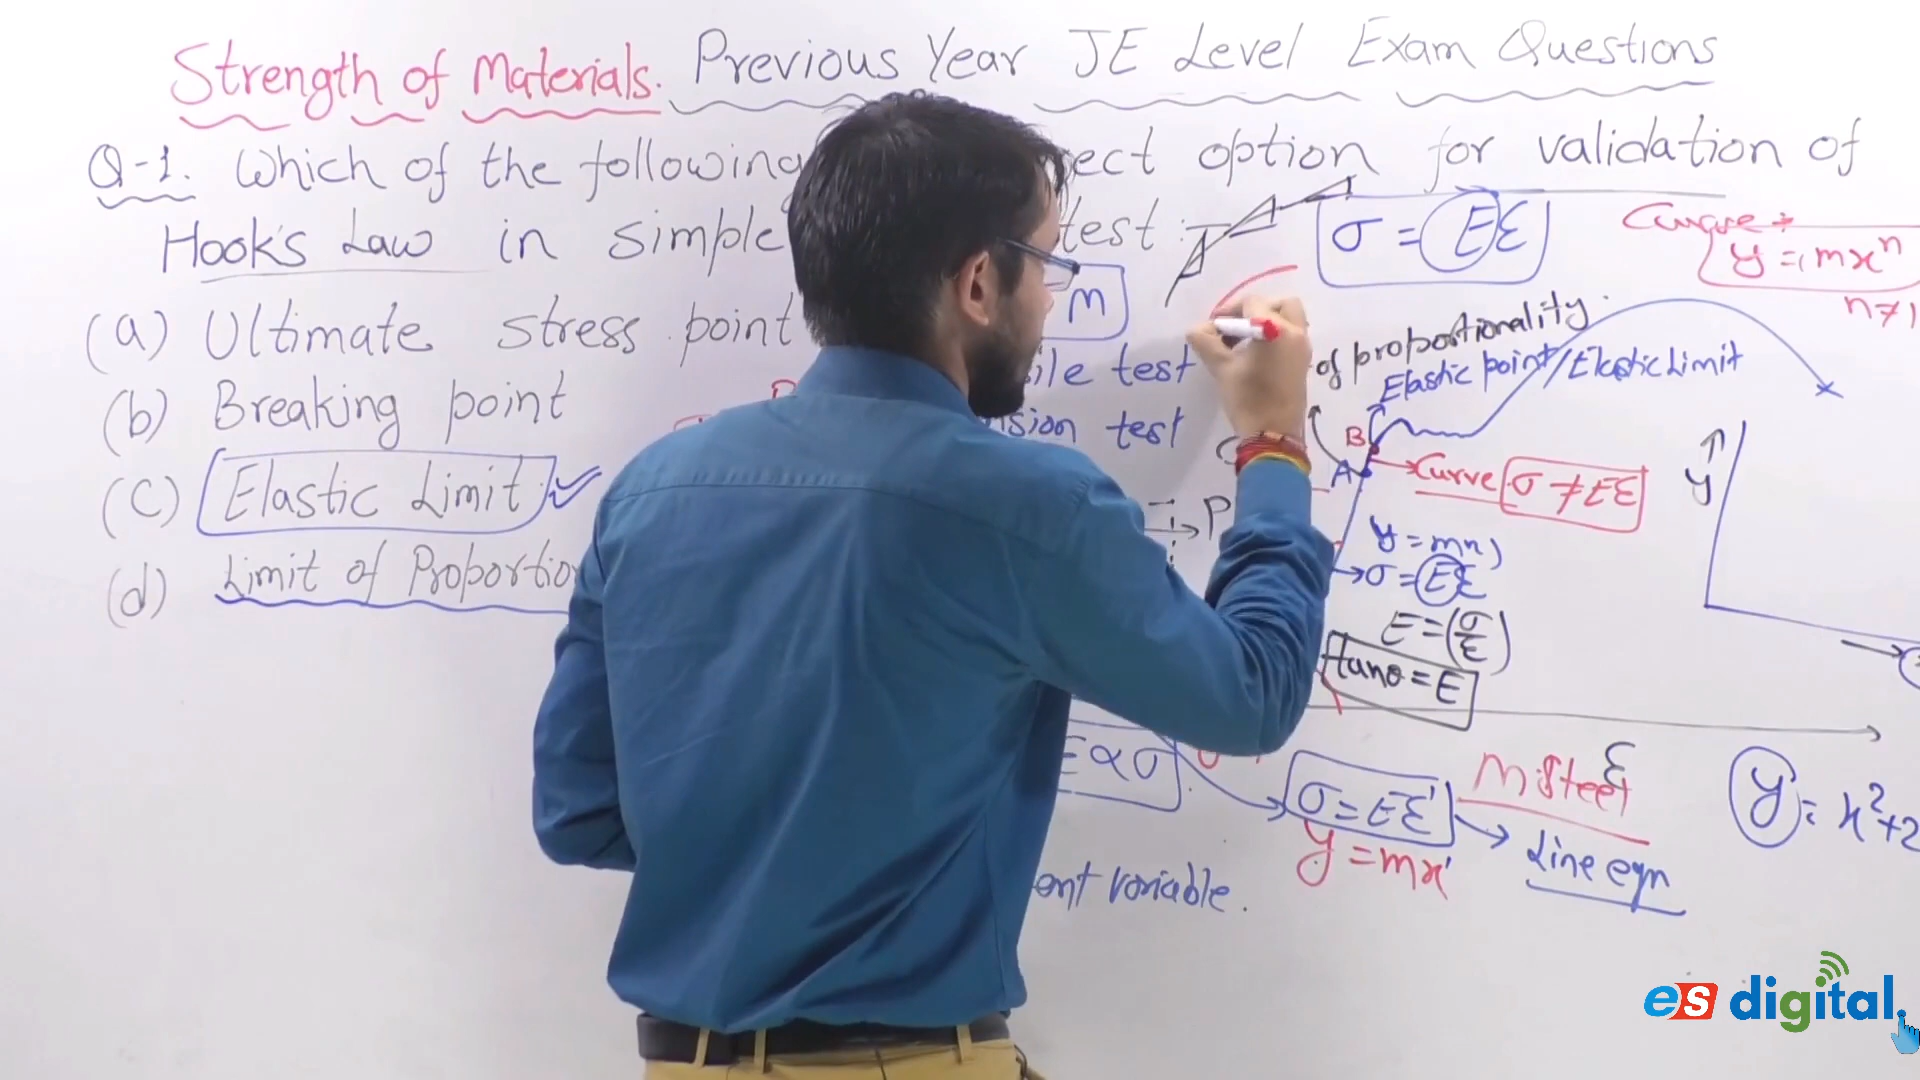 Strength of Materials. Previous Year JE Level Exam Questions
Q-1. Which of the following ect option for validation of
Hook's Law in simple test :-
(a) Ultimate stress point
(b) Breaking point
(c) Elastic Limit
(d) Limit of Proportio
m
ile test
sion test
P
σ = Eε
Curve →
y = mxⁿ
n≠1
of proportionality.
Elastic point/Elastic Limit
B
A
Curve σ ≠ Eε
y = mx
σ = Eε
E = (σ/ε)
tanθ = E
y
ε
E ∝ σ
σ = Eε'
y = mx'
M Steel
Line eqn
ent variable.
y = x²+2
es digital.